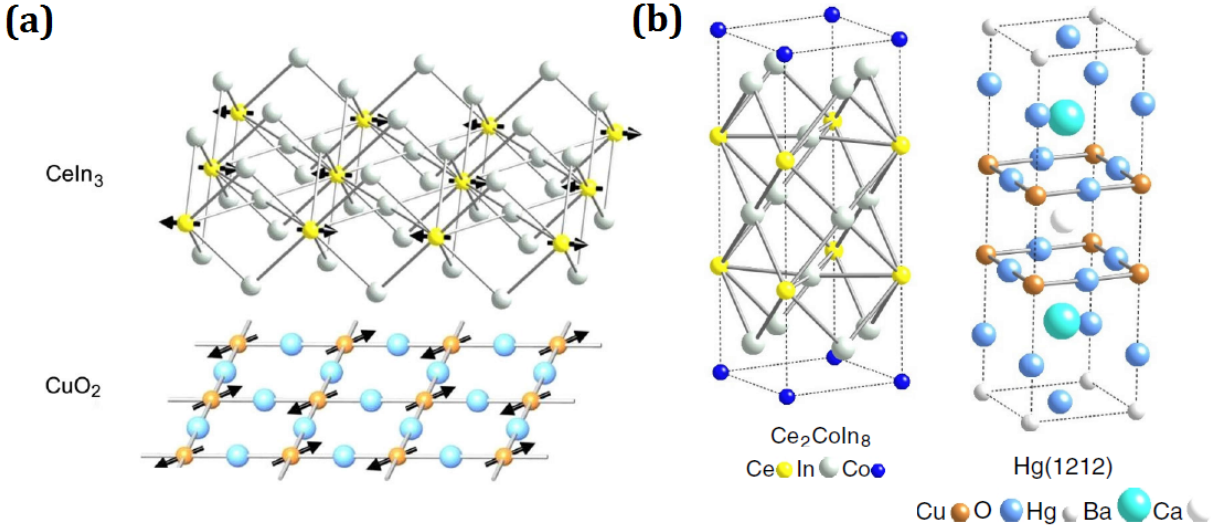 (a)
(b)
CeIn₃
CuO₂
Ce₂CoIn₈
Ce In Co
Hg(1212)
Cu O Hg Ba Ca